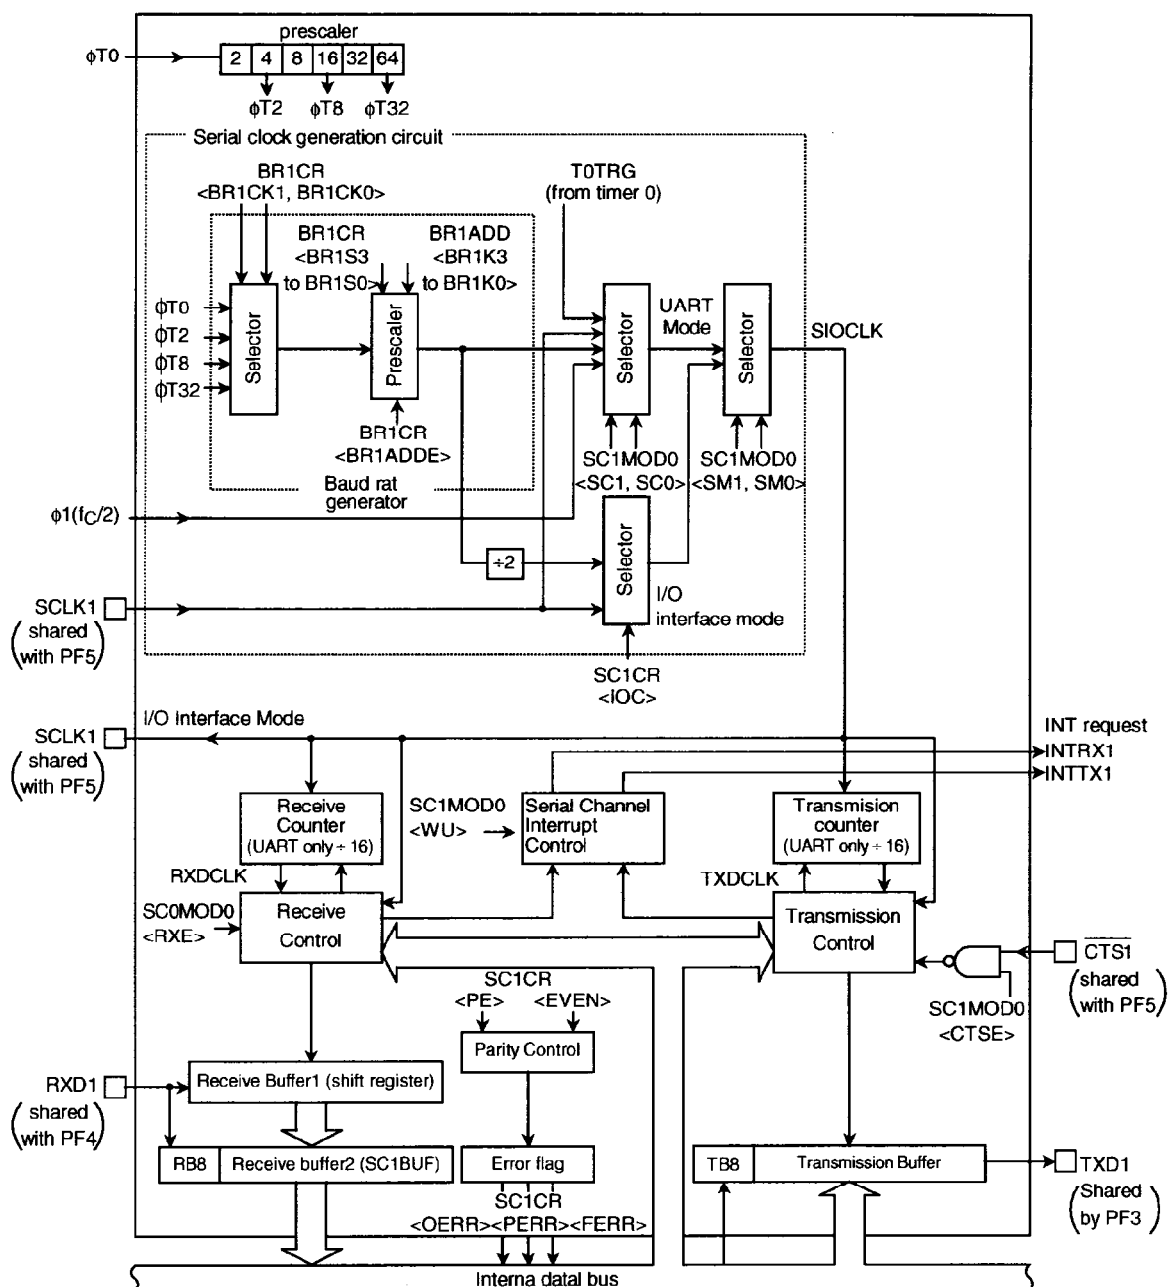 prescaler
ϕT0
2 4 8 16 32 64
ϕT2 ϕT8 ϕT32
Serial clock generation circuit
BR1CR
<BR1CK1, BR1CK0>
T0TRG
(from timer 0)
BR1CR
<BR1S3
to BR1S0>
BR1ADD
<BR1K3
to BR1K0>
ϕT0
ϕT2
ϕT8
ϕT32
Selector
Prescaler
Selector
UART
Mode
Selector
SIOCLK
BR1CR
<BR1ADDE>
SC1MOD0
<SC1, SC0>
SC1MOD0
<SM1, SM0>
Baud rat
generator
ϕ1(fC/2)
÷2
Selector
I/O
interface mode
SCLK1
(shared
with PF5)
SC1CR
<IOC>
I/O Interface Mode
SCLK1
(shared
with PF5)
INT request
INTRX1
INTTX1
Receive
Counter
(UART only ÷ 16)
SC1MOD0
<WU>
Serial Channel
Interrupt
Control
Transmision
counter
(UART only ÷ 16)
RXDCLK
TXDCLK
SC0MOD0
<RXE>
Receive
Control
Transmission
Control
CTS1
(shared
with PF5)
SC1MOD0
<CTSE>
SC1CR
<PE> <EVEN>
Parity Control
RXD1
(shared
with PF4)
Receive Buffer1 (shift register)
RB8 Receive buffer2 (SC1BUF)
Error flag
TB8 Transmission Buffer
TXD1
(Shared
by PF3)
SC1CR
<OERR><PERR><FERR>
Interna datal bus